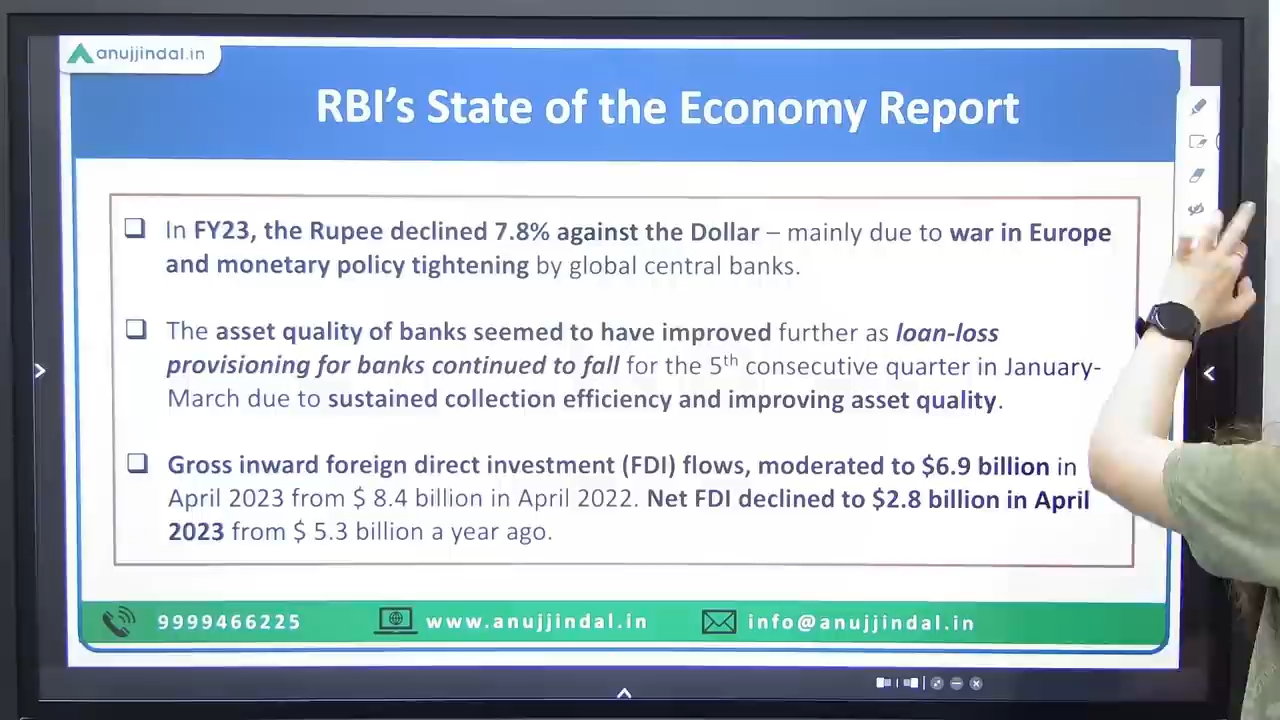 anujjindal.in
RBI's State of the Economy Report
In FY23, the Rupee declined 7.8% against the Dollar – mainly due to war in Europe
and monetary policy tightening by global central banks.
The asset quality of banks seemed to have improved further as loan-loss
provisioning for banks continued to fall for the 5th consecutive quarter in January-
March due to sustained collection efficiency and improving asset quality.
Gross inward foreign direct investment (FDI) flows, moderated to $6.9 billion in
April 2023 from $ 8.4 billion in April 2022. Net FDI declined to $2.8 billion in April
2023 from $ 5.3 billion a year ago.
9999466225 www.anujjindal.in info@anujjindal.in